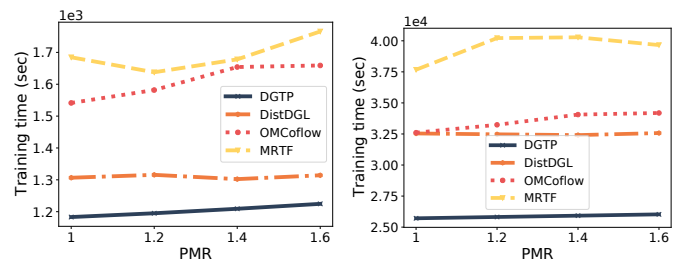 1e3
1.7
1.6
1.5
1.4
1.3
1.2
Training time (sec)
DGTP
DistDGL
OMCoflow
MRTF
1 1.2 1.4 1.6
PMR
1e4
4.00
3.75
3.50
3.25
3.00
2.75
2.50
Training time (sec)
DGTP
DistDGL
OMCoflow
MRTF
1 1.2 1.4 1.6
PMR